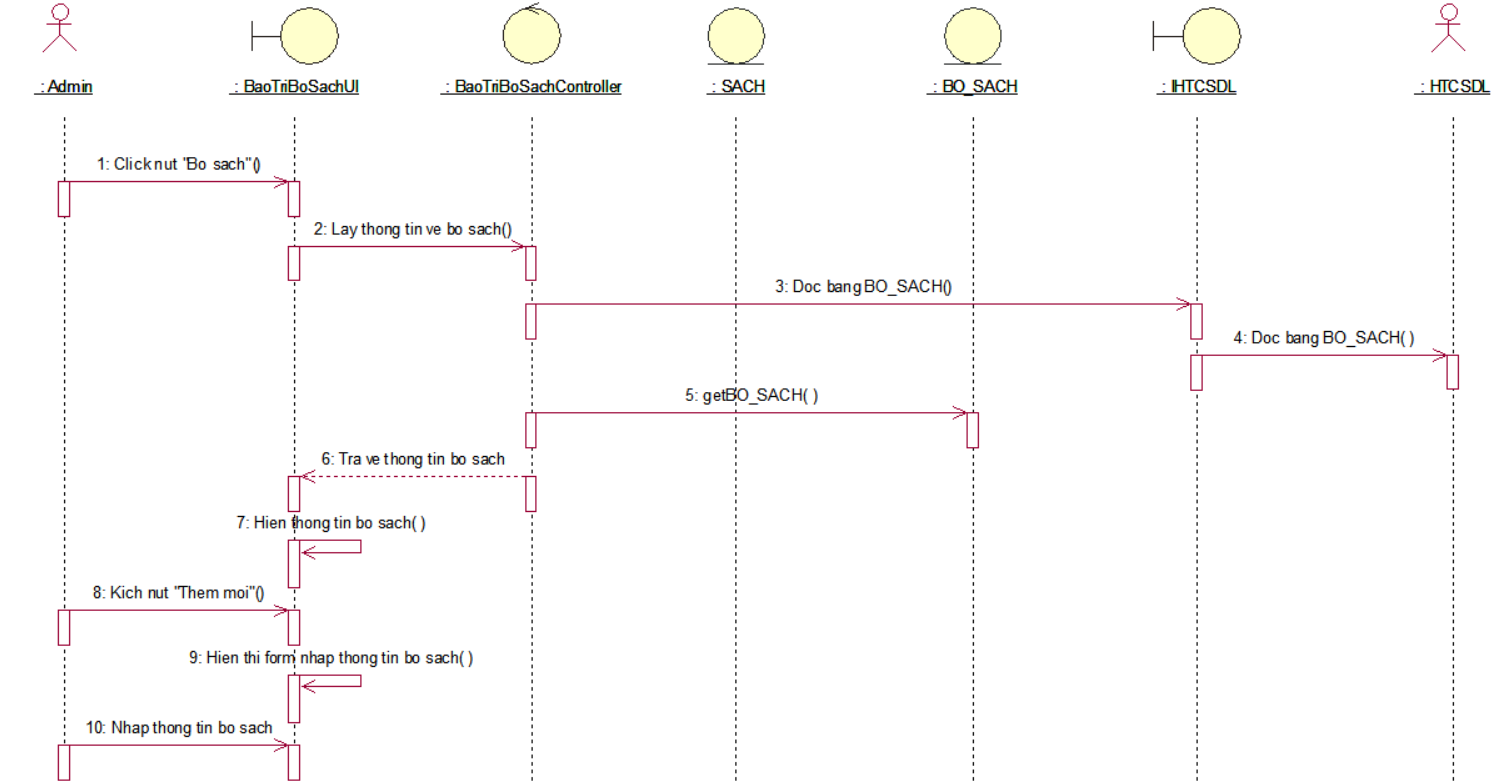 : Admin
: BaoTriBoSachUI
: BaoTriBoSachController
: SACH
: BO_SACH
: IHTCSDL
: HTCSDL
1: Click nut "Bo sach"()
2: Lay thong tin ve bo sach()
3: Doc bang BO_SACH()
4: Doc bang BO_SACH( )
5: getBO_SACH( )
6: Tra ve thong tin bo sach
7: Hien thong tin bo sach( )
8: Kich nut "Them moi"()
9: Hien thi form nhap thong tin bo sach( )
10: Nhap thong tin bo sach